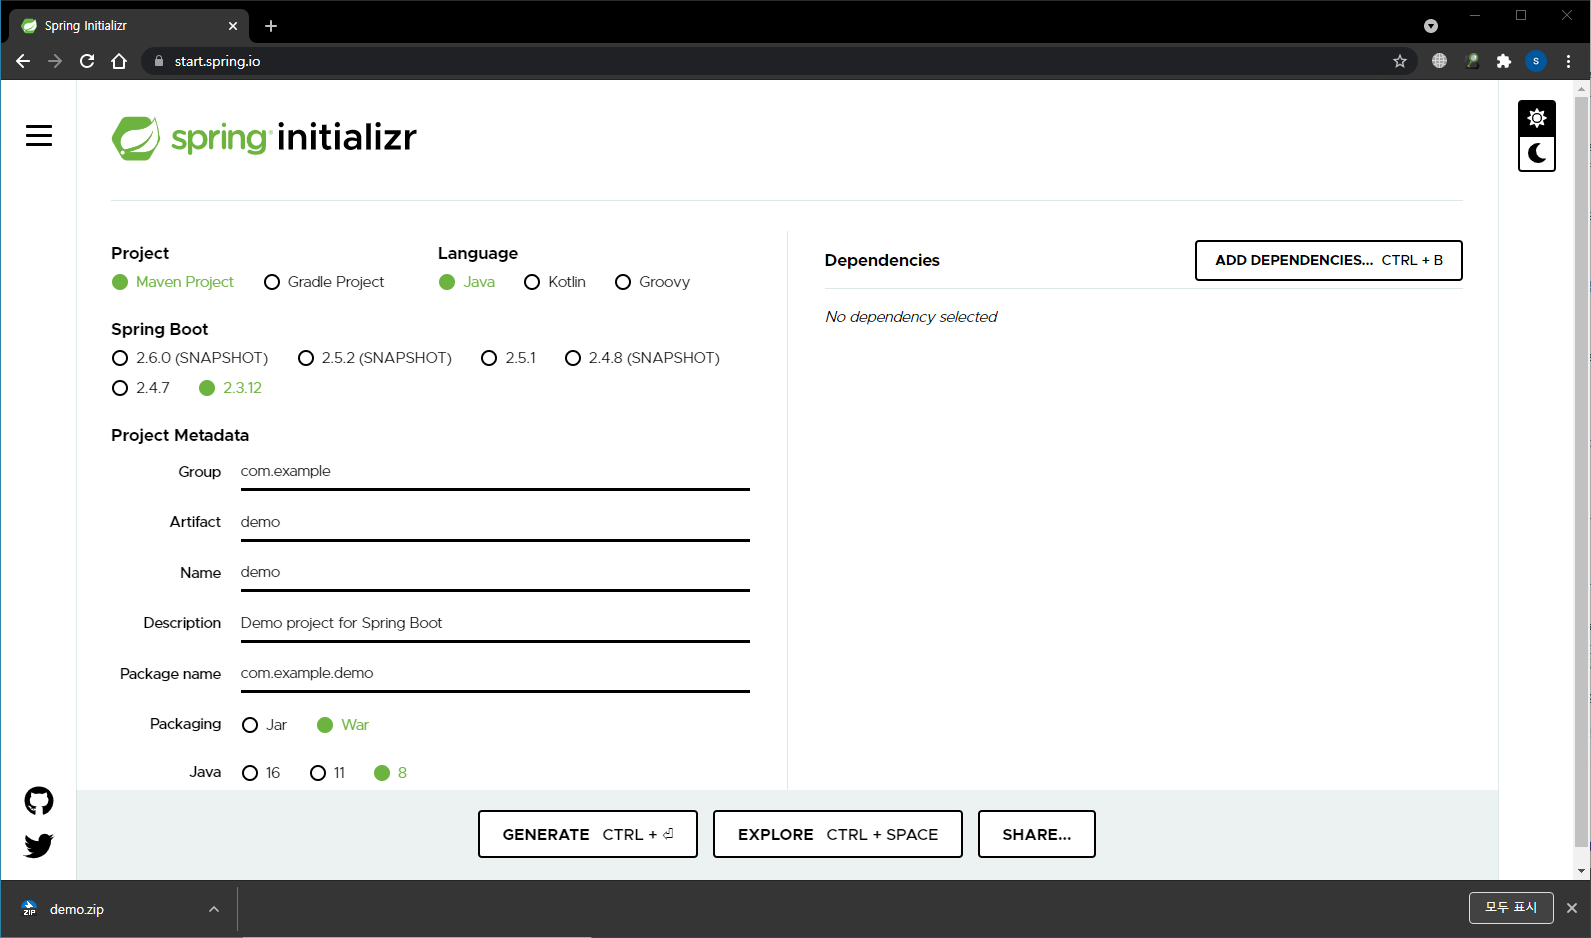 Spring Initializr
start.spring.io
S
spring initializr
Project
Maven Project Gradle Project
Language
Java Kotlin Groovy
Spring Boot
2.6.0 (SNAPSHOT) 2.5.2 (SNAPSHOT) 2.5.1 2.4.8 (SNAPSHOT)
2.4.7 2.3.12
Project Metadata
Group com.example
Artifact demo
Name demo
Description Demo project for Spring Boot
Package name com.example.demo
Packaging Jar War
Java 16 11 8
Dependencies
ADD DEPENDENCIES... CTRL + B
No dependency selected
GENERATE CTRL + ⏎
EXPLORE CTRL + SPACE
SHARE...
ZIP
demo.zip
모두 표시